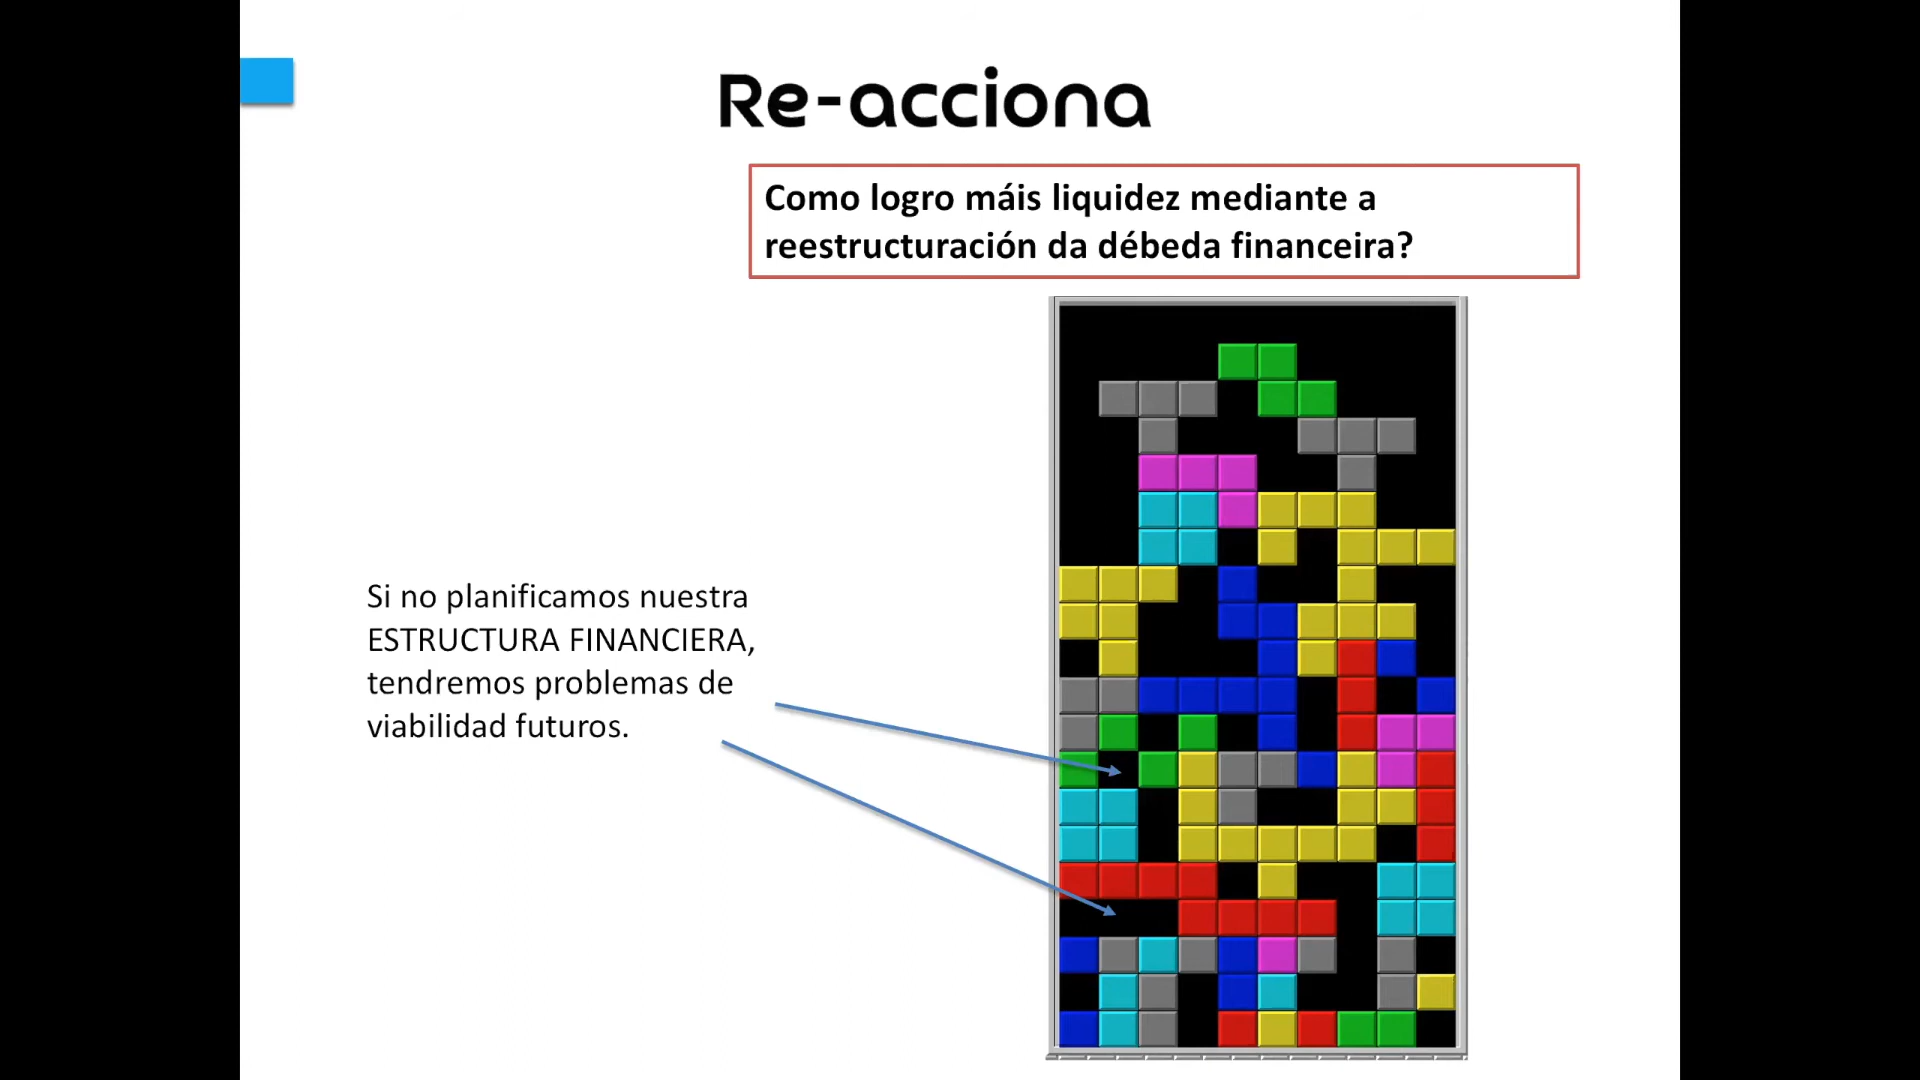 Re-acciona
Como logro máis liquidez mediante a
reestructuración da débeda financeira?
Si no planificamos nuestra
ESTRUCTURA FINANCIERA,
tendremos problemas de
viabilidad futuros.